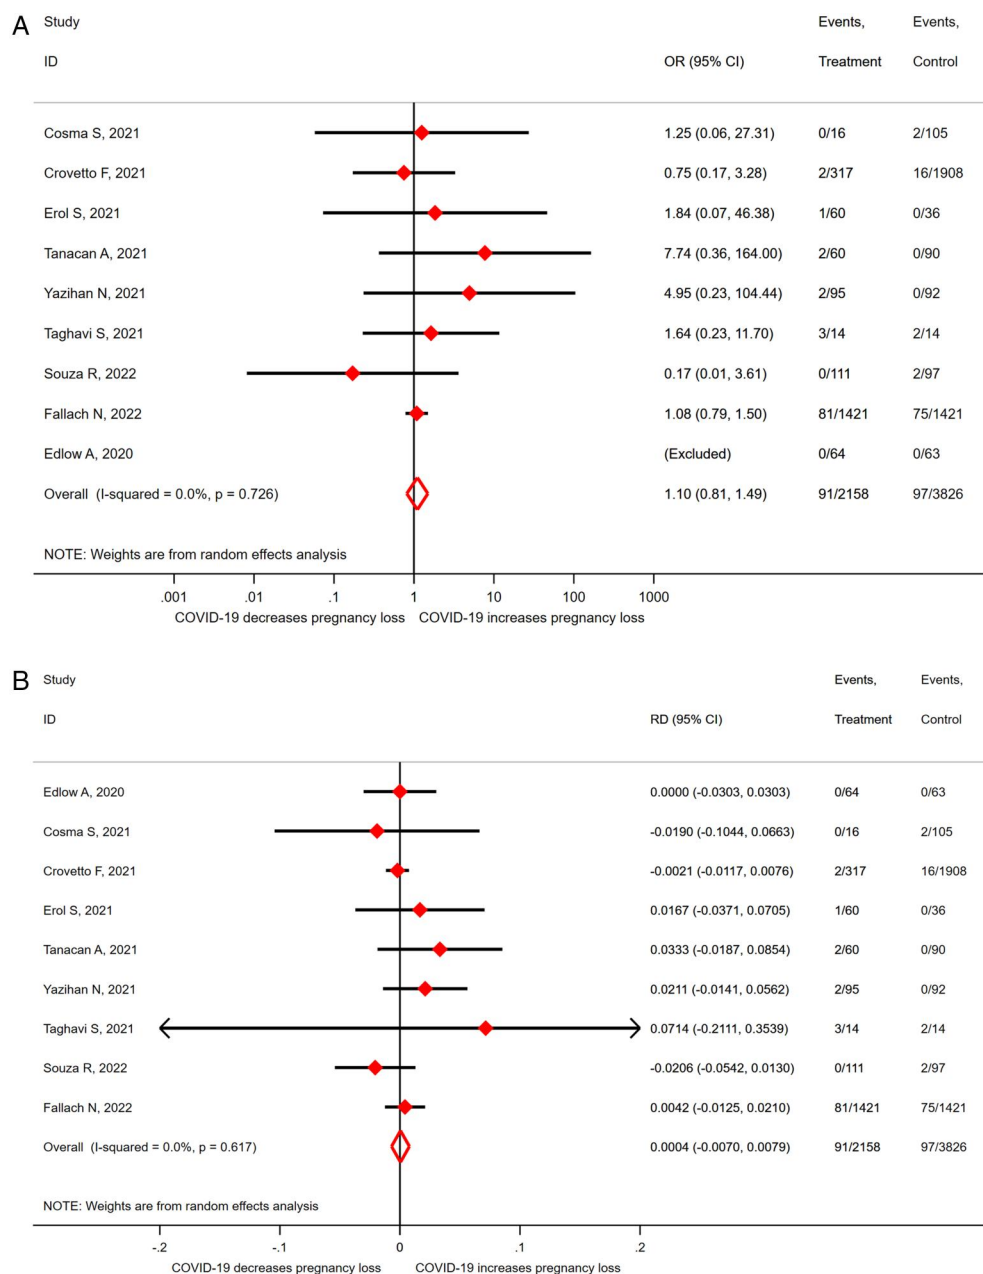 A
Study Events, Events,
ID OR (95% CI) Treatment Control
Cosma S, 2021 1.25 (0.06, 27.31) 0/16 2/105
Crovetto F, 2021 0.75 (0.17, 3.28) 2/317 16/1908
Erol S, 2021 1.84 (0.07, 46.38) 1/60 0/36
Tanacan A, 2021 7.74 (0.36, 164.00) 2/60 0/90
Yazihan N, 2021 4.95 (0.23, 104.44) 2/95 0/92
Taghavi S, 2021 1.64 (0.23, 11.70) 3/14 2/14
Souza R, 2022 0.17 (0.01, 3.61) 0/111 2/97
Fallach N, 2022 1.08 (0.79, 1.50) 81/1421 75/1421
Edlow A, 2020 (Excluded) 0/64 0/63
Overall (I-squared = 0.0%, p = 0.726) 1.10 (0.81, 1.49) 91/2158 97/3826
NOTE: Weights are from random effects analysis
.001 .01 .1 1 10 100 1000
COVID-19 decreases pregnancy loss COVID-19 increases pregnancy loss
B
Study Events, Events,
ID RD (95% CI) Treatment Control
Edlow A, 2020 0.0000 (-0.0303, 0.0303) 0/64 0/63
Cosma S, 2021 -0.0190 (-0.1044, 0.0663) 0/16 2/105
Crovetto F, 2021 -0.0021 (-0.0117, 0.0076) 2/317 16/1908
Erol S, 2021 0.0167 (-0.0371, 0.0705) 1/60 0/36
Tanacan A, 2021 0.0333 (-0.0187, 0.0854) 2/60 0/90
Yazihan N, 2021 0.0211 (-0.0141, 0.0562) 2/95 0/92
Taghavi S, 2021 0.0714 (-0.2111, 0.3539) 3/14 2/14
Souza R, 2022 -0.0206 (-0.0542, 0.0130) 0/111 2/97
Fallach N, 2022 0.0042 (-0.0125, 0.0210) 81/1421 75/1421
Overall (I-squared = 0.0%, p = 0.617) 0.0004 (-0.0070, 0.0079) 91/2158 97/3826
NOTE: Weights are from random effects analysis
-.2 -.1 0 .1 .2
COVID-19 decreases pregnancy loss COVID-19 increases pregnancy loss